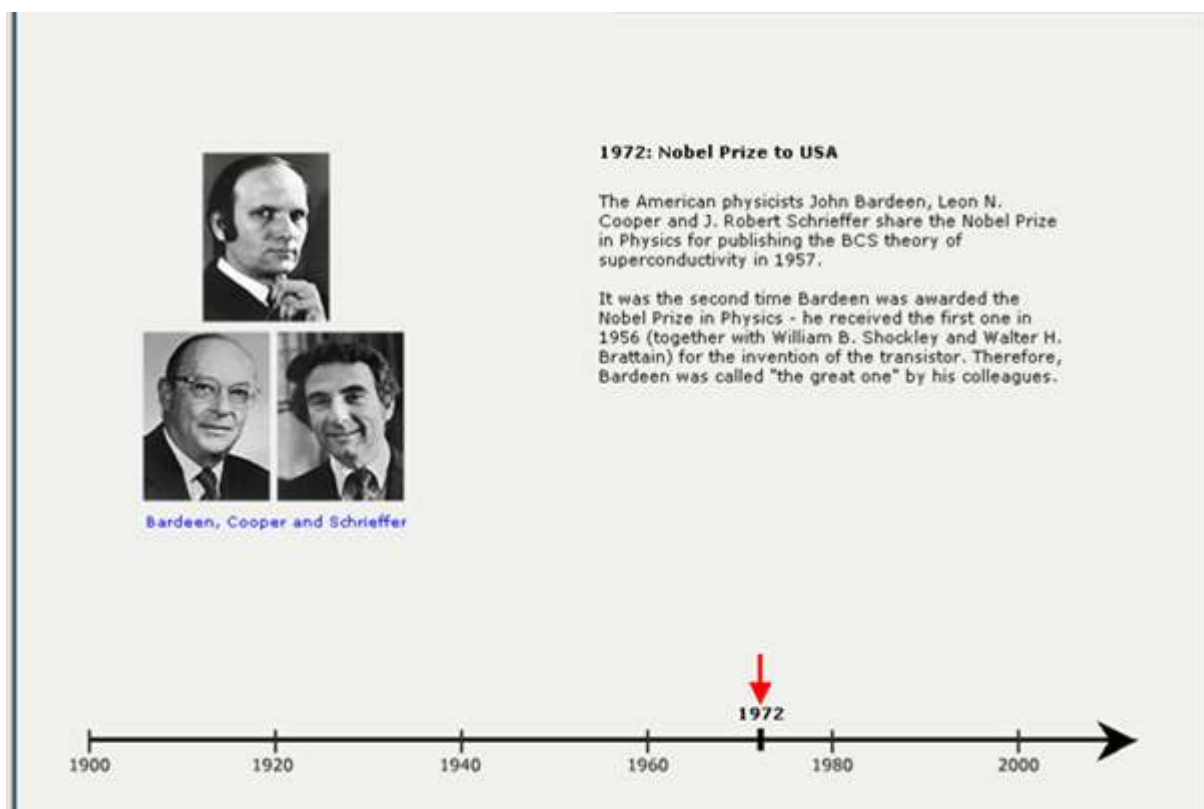 1972: Nobel Prize to USA
The American physicists John Bardeen, Leon N.
Cooper and J. Robert Schrieffer share the Nobel Prize
in Physics for publishing the BCS theory of
superconductivity in 1957.
It was the second time Bardeen was awarded the
Nobel Prize in Physics - he received the first one in
1956 (together with William B. Shockley and Walter H.
Brattain) for the invention of the transistor. Therefore,
Bardeen was called "the great one" by his colleagues.
Bardeen, Cooper and Schrieffer
1972
1900 1920 1940 1960 1980 2000